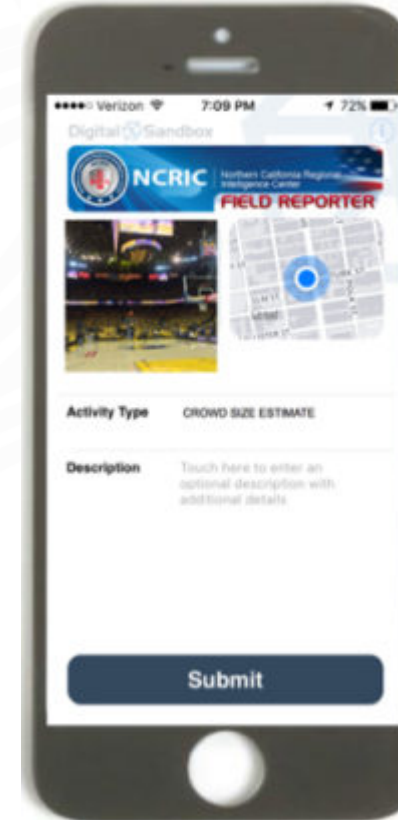 Verizon 7:09 PM 72%
Digital Sandbox
NCRIC
Northern California Regional
Intelligence Center
FIELD REPORTER
Activity Type CROWD SIZE ESTIMATE
Description Touch here to enter an
optional description with
additional details
Submit